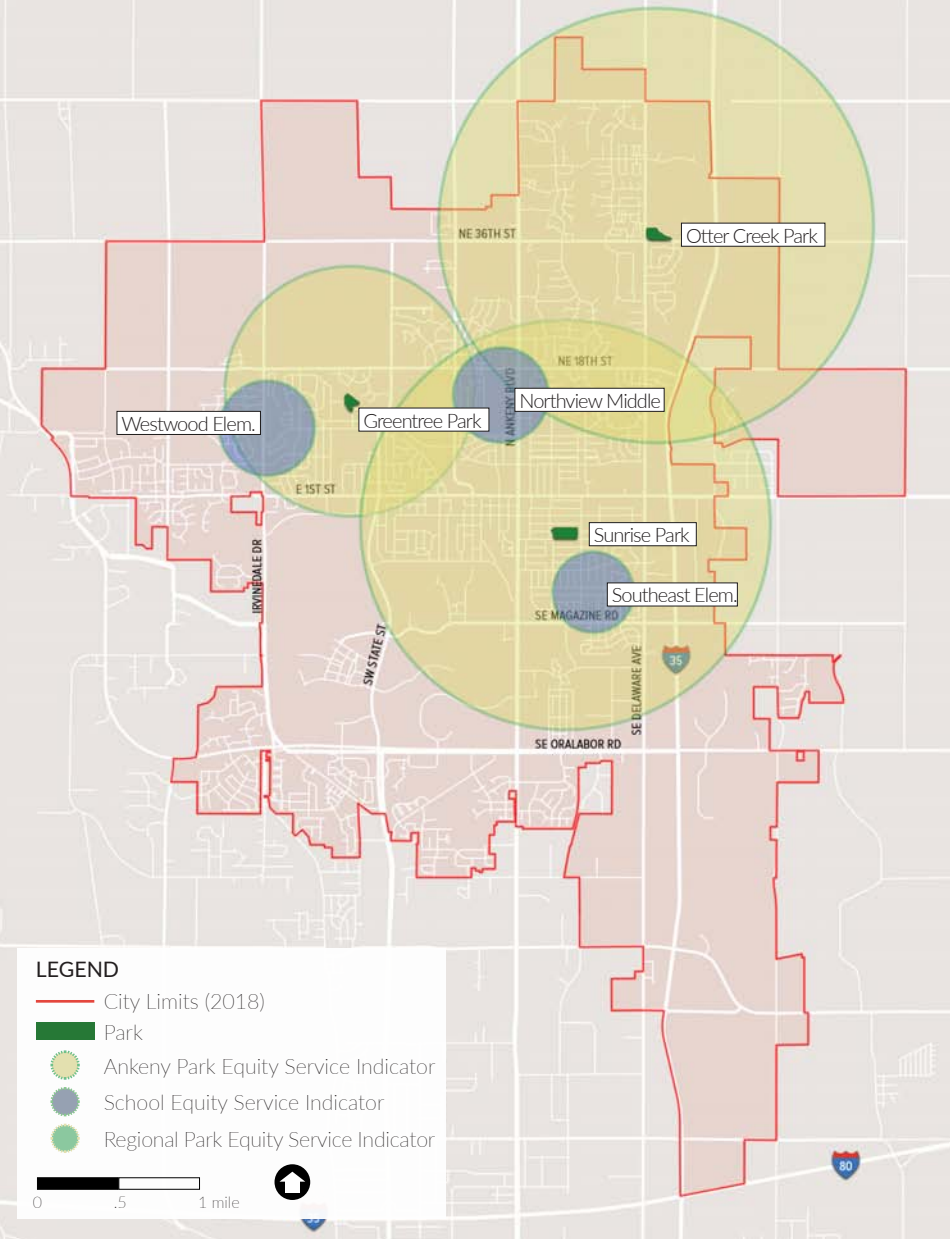 NE 36TH ST
Otter Creek Park
NE 18TH ST
N ANKENY BLVD
Northview Middle
Westwood Elem.
Greentree Park
E 1ST ST
Sunrise Park
IRVINEDALE DR
Southeast Elem.
SE MAGAZINE RD
SW STATE ST
35
SE DELAWARE AVE
SE ORALABOR RD
LEGEND
City Limits (2018)
Park
Ankeny Park Equity Service Indicator
School Equity Service Indicator
Regional Park Equity Service Indicator
0 .5 1 mile
80